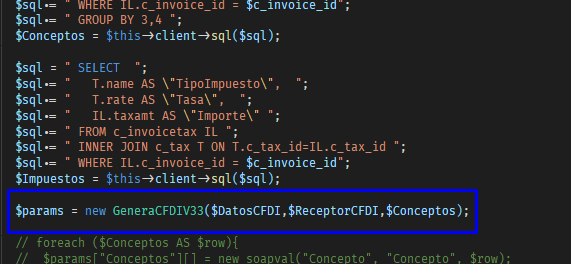 $sql .= " WHERE IL.c_invoice_id = $c_invoice_id";
$sql .= " GROUP BY 3,4 ";
$Conceptos = $this->client->sql($sql);
$sql = " SELECT  ";
$sql .= "   T.name AS \"TipoImpuesto\",  ";
$sql .= "   T.rate AS \"Tasa\",  ";
$sql .= "   IL.taxamt AS \"Importe\" ";
$sql .= " FROM c_invoicetax IL ";
$sql .= " INNER JOIN c_tax T ON T.c_tax_id=IL.c_tax_id ";
$sql .= " WHERE IL.c_invoice_id = $c_invoice_id";
$Impuestos = $this->client->sql($sql);
$params = new GeneraCFDIV33($DatosCFDI,$ReceptorCFDI,$Conceptos);
// foreach ($Conceptos AS $row){
//  $params["Conceptos"][] = new soapval("Concepto", "Concepto", $row);